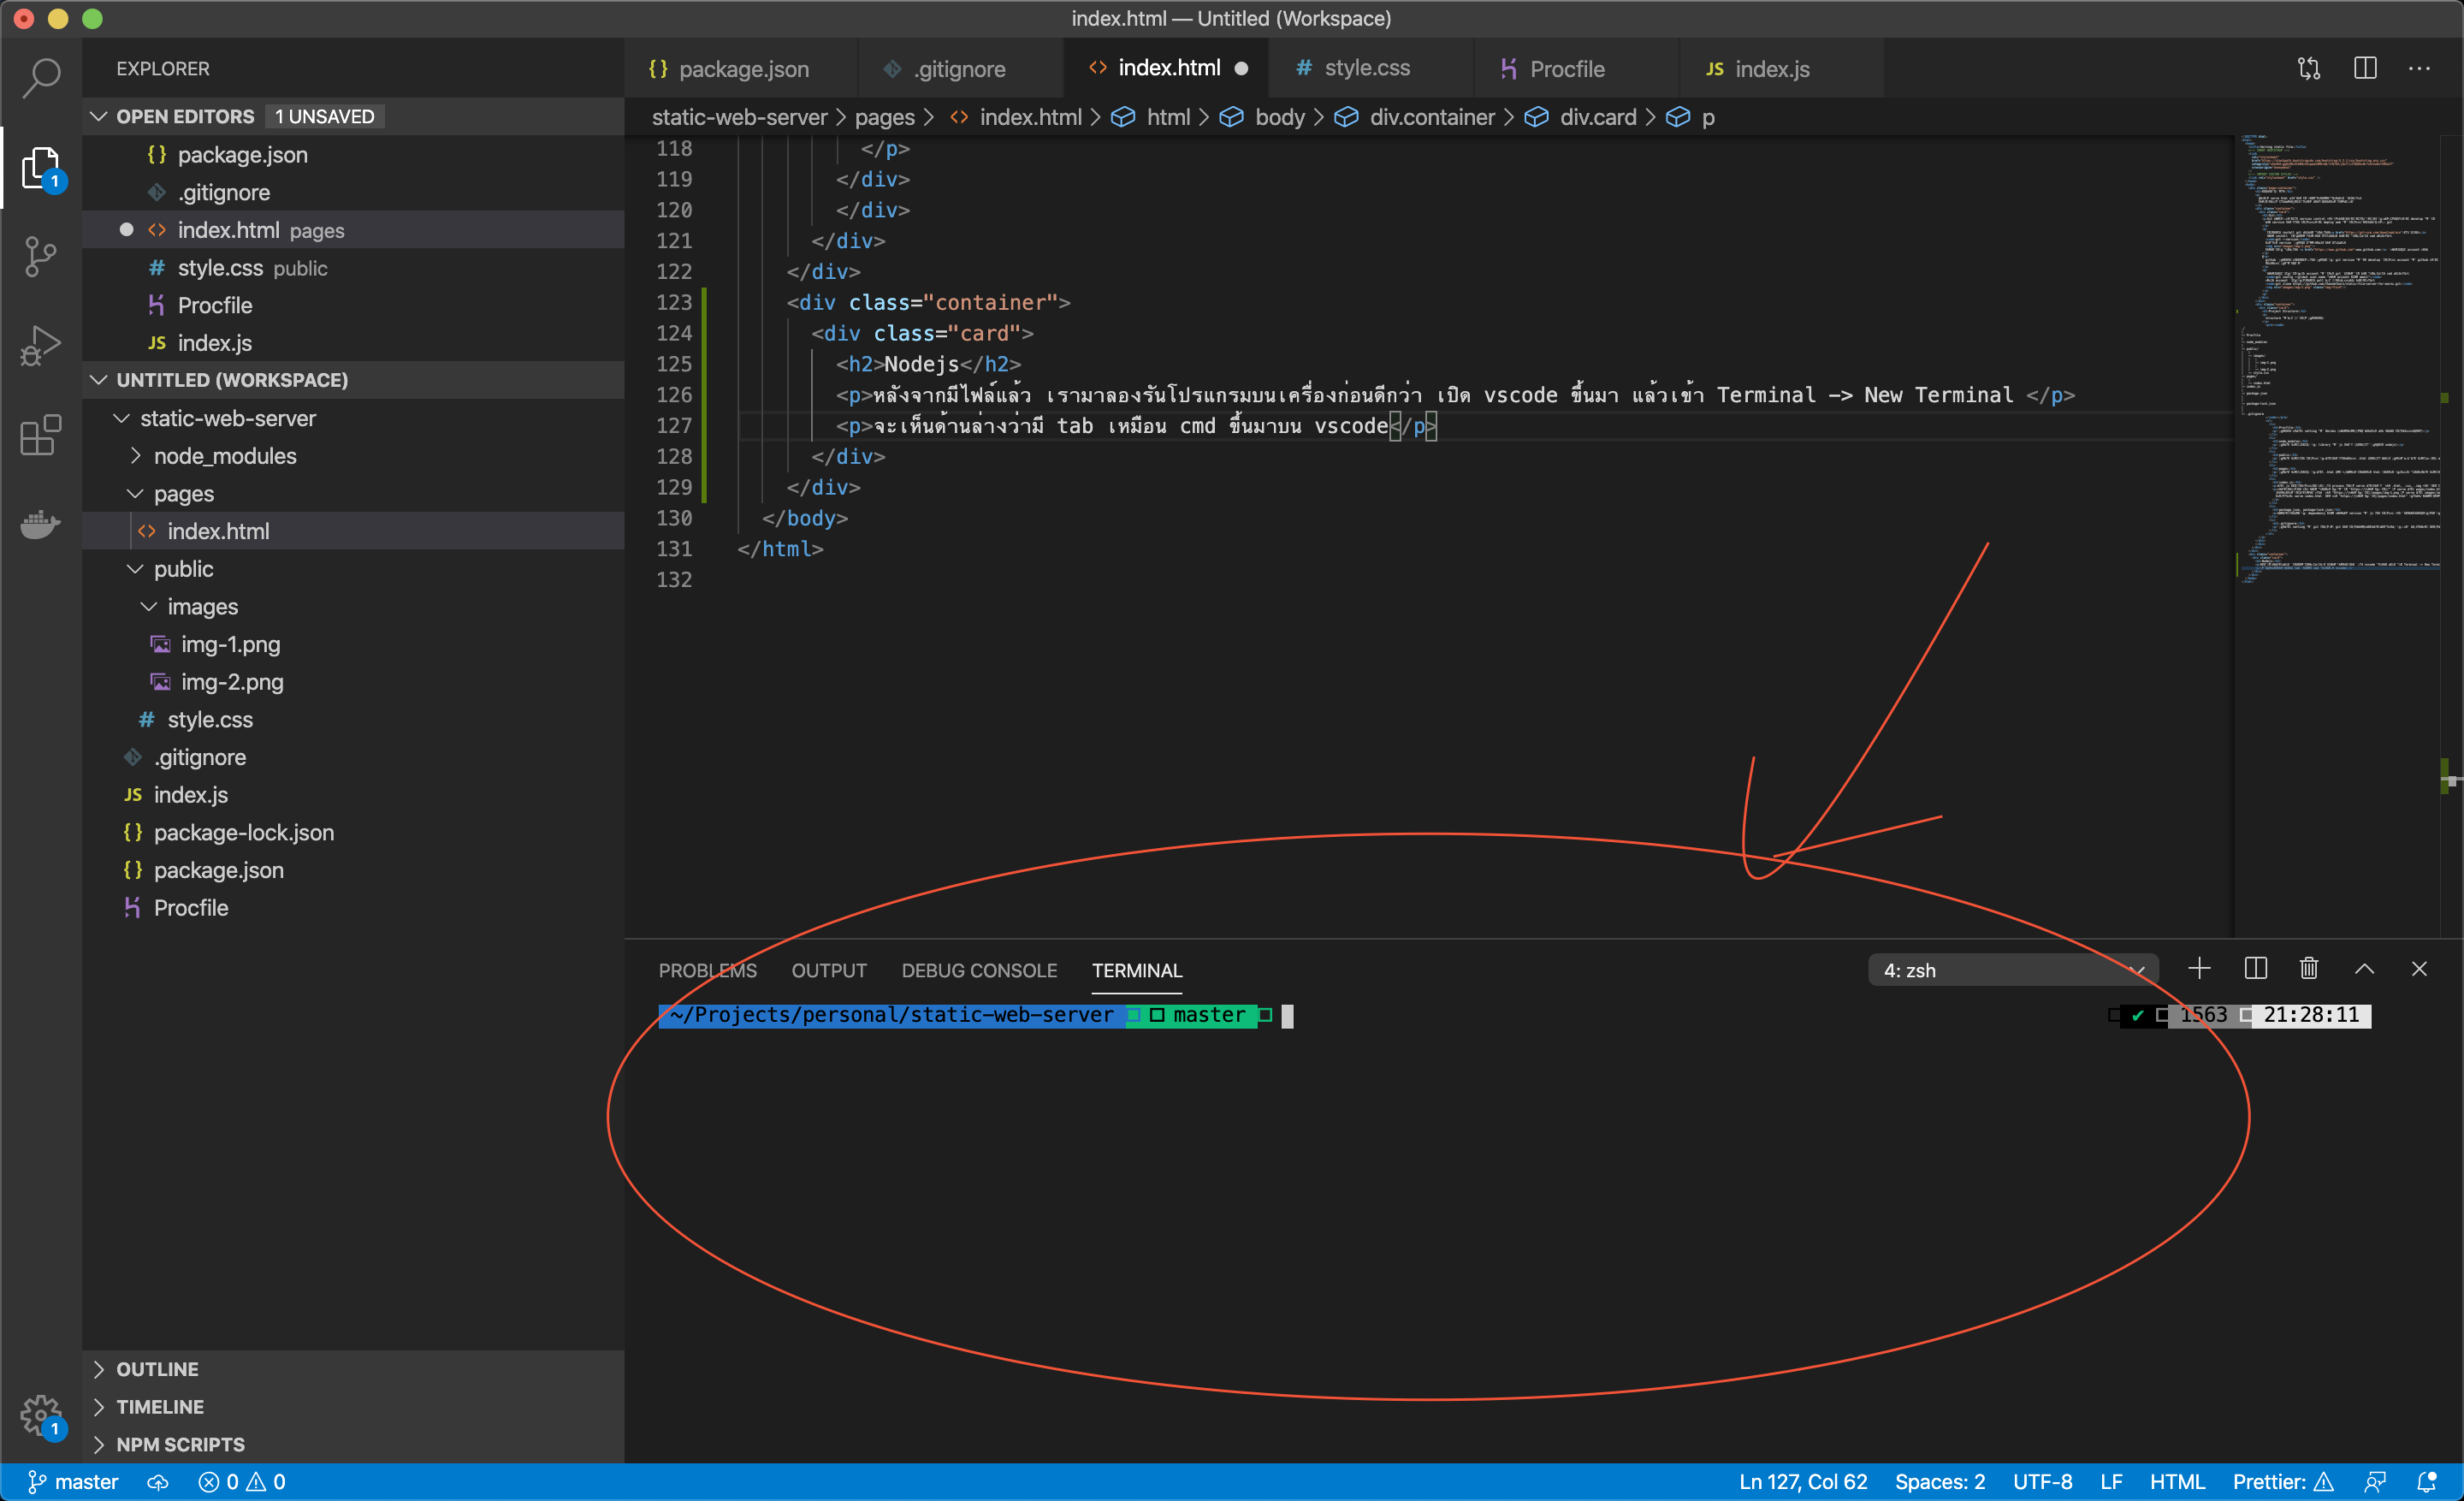 index.html — Untitled (Workspace)
EXPLORER
OPEN EDITORS 1 UNSAVED
{} package.json
.gitignore
<> index.html pages
# style.css public
Procfile
JS index.js
UNTITLED (WORKSPACE)
static-web-server
node_modules
pages
<> index.html
public
images
img-1.png
img-2.png
# style.css
.gitignore
JS index.js
{} package-lock.json
{} package.json
Procfile
OUTLINE
TIMELINE
NPM SCRIPTS
1
1
{} package.json .gitignore <> index.html # style.css Procfile JS index.js
static-web-server > pages > <> index.html > html > body > div.container > div.card > p
118 </p>
119 </div>
120 </div>
121 </div>
122 </div>
123 <div class="container">
124 <div class="card">
125 <h2>Nodejs</h2>
126 <p>หลังจากมีไฟล์แล้ว เรามาลองรันโปรแกรมบนเครื่องก่อนดีกว่า เปิด vscode ขึ้นมา แล้วเข้า Terminal -> New Terminal </p>
127 <p>จะเห็นด้านล่างว่ามี tab เหมือน cmd ขึ้นมาบน vscode</p>
128 </div>
129 </div>
130 </body>
131 </html>
132
PROBLEMS OUTPUT DEBUG CONSOLE TERMINAL 4: zsh
~/Projects/personal/static-web-server master ✔ 1563 21:28:11
master 0 0 Ln 127, Col 62 Spaces: 2 UTF-8 LF HTML Prettier: